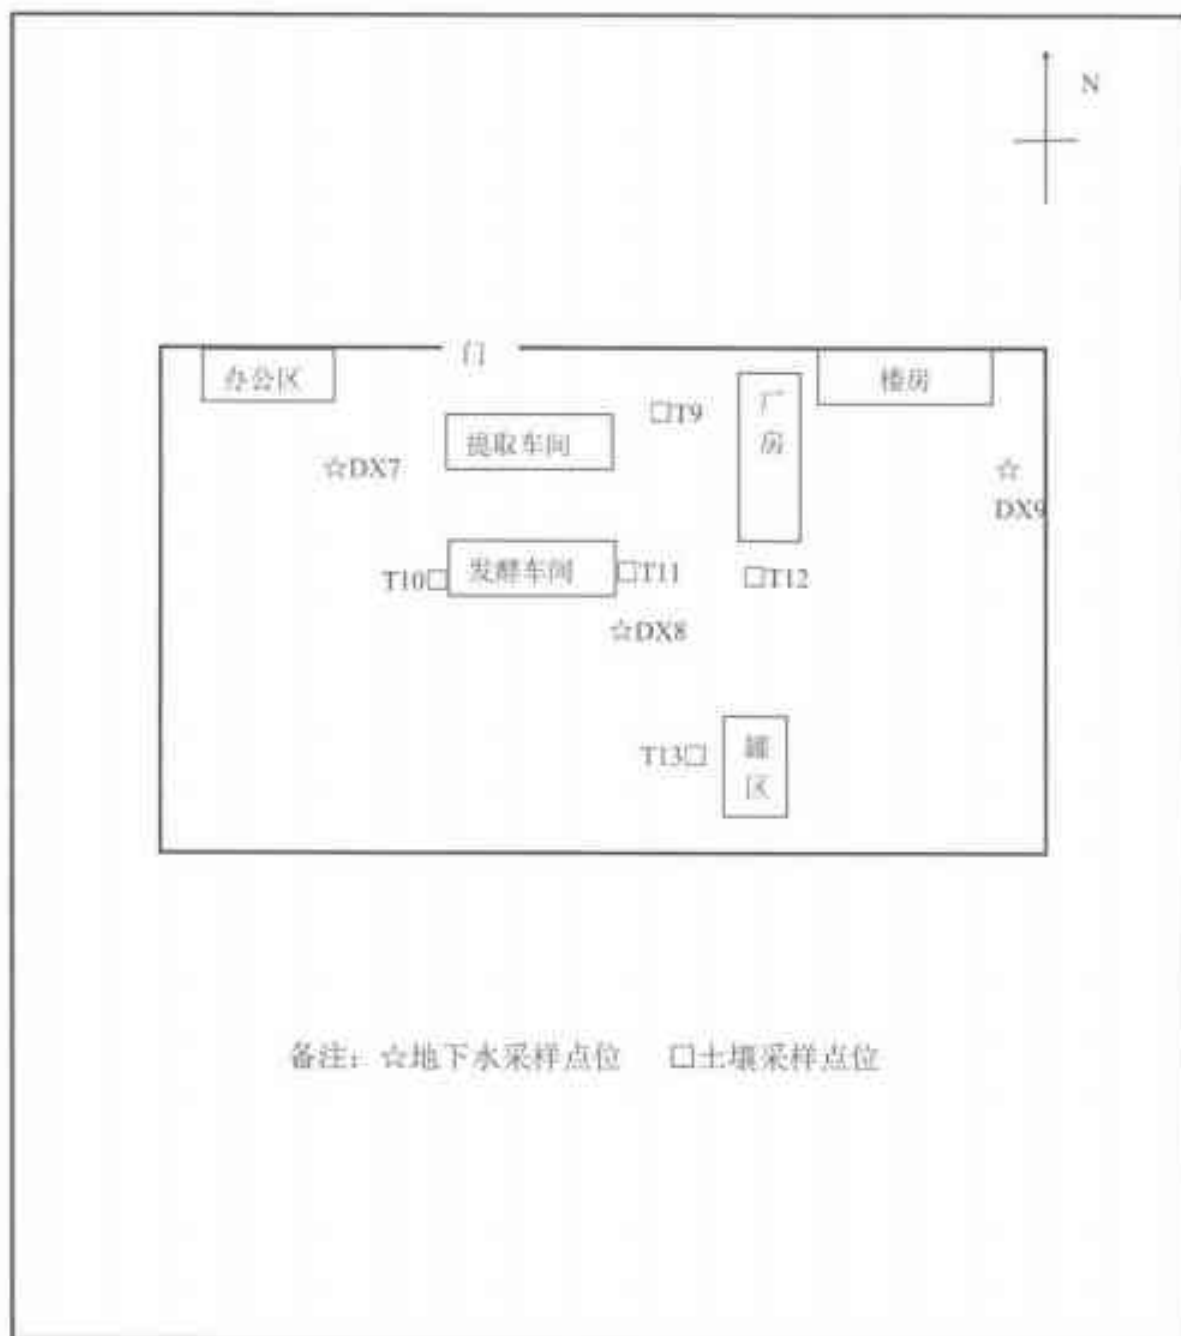 N
门
办公区
楼房
厂房
□T9
提取车间
☆DX7
☆
DX9
T10□
发酵车间
□T11
□T12
☆DX8
T13□
罐区
备注：☆地下水采样点位 □土壤采样点位